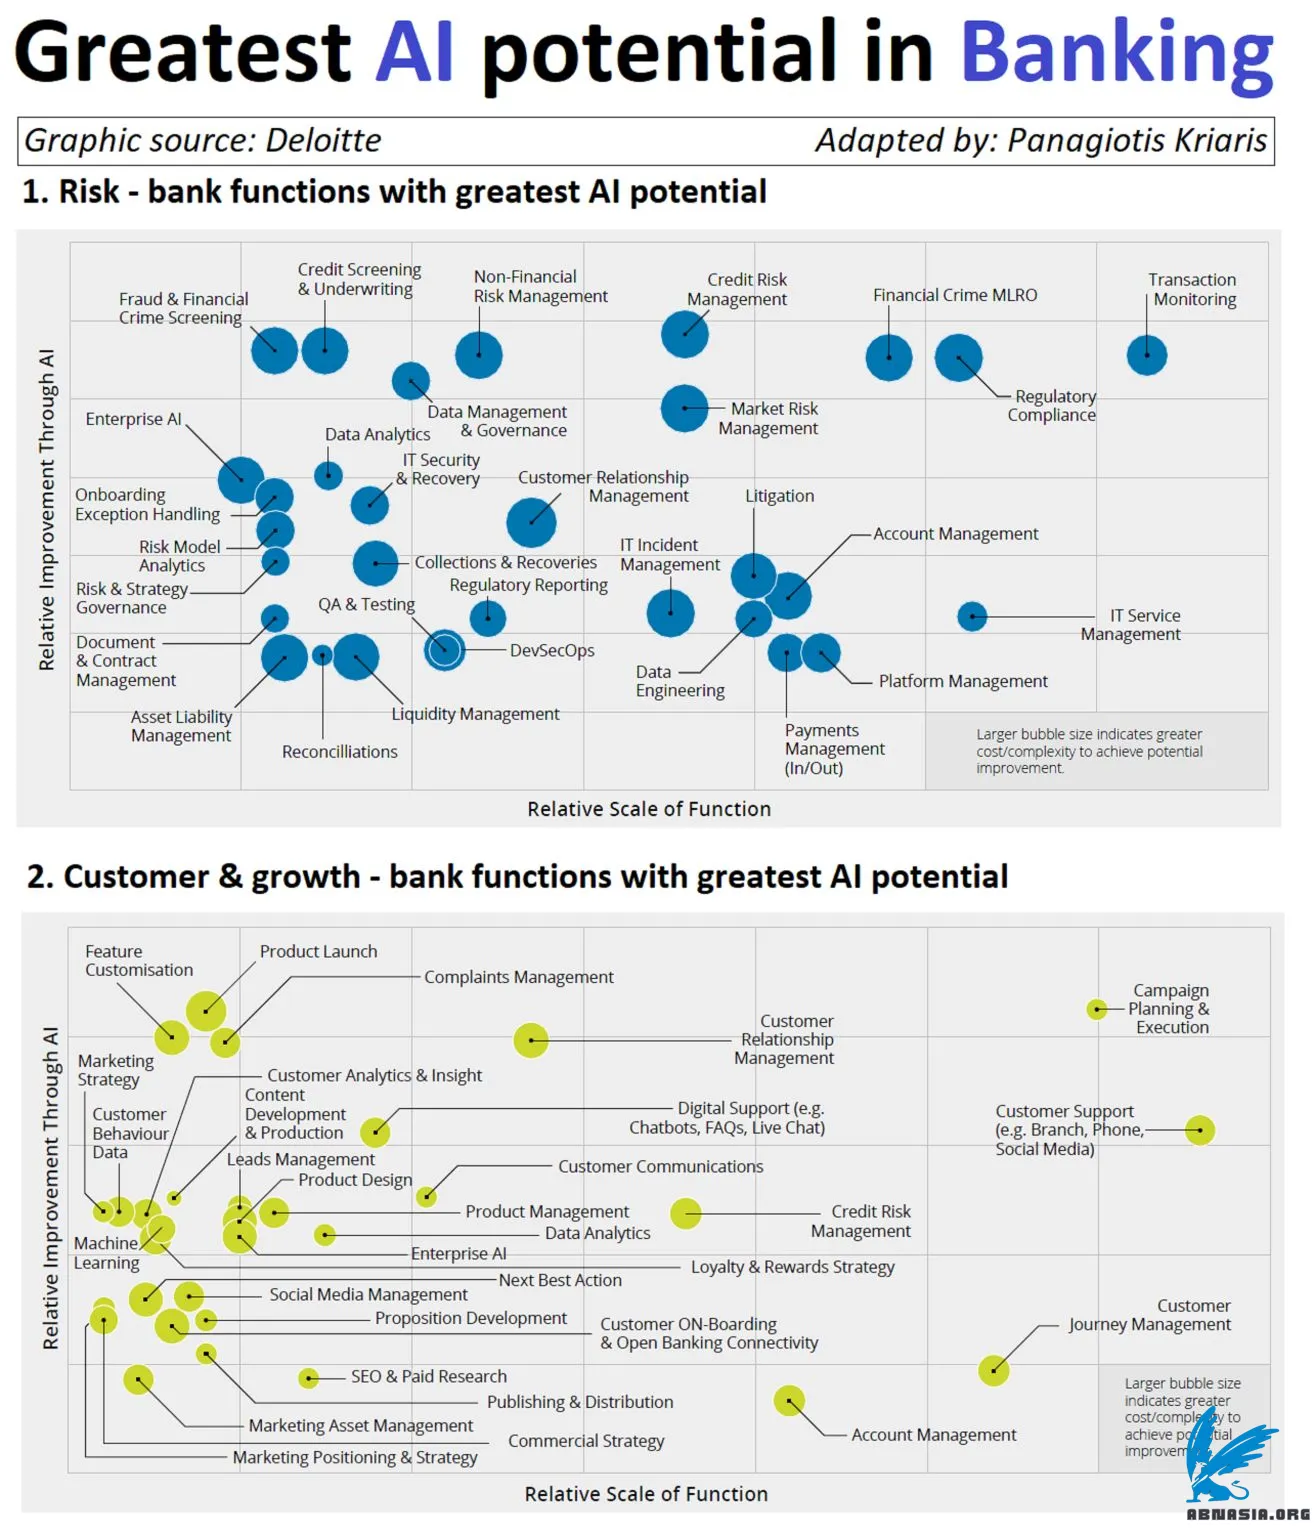 Greatest AI potential in Banking
Graphic source: Deloitte
Adapted by: Panagiotis Kriaris
1. Risk - bank functions with greatest AI potential
Relative Improvement Through AI
Fraud & Financial
Crime Screening
Credit Screening
& Underwriting
Non-Financial
Risk Management
Credit Risk
Management
Financial Crime MLRO
Transaction
Monitoring
Data Management
& Governance
Market Risk
Management
Regulatory
Compliance
Enterprise AI
Data Analytics
IT Security
& Recovery
Customer Relationship
Management
Litigation
Onboarding
Exception Handling
Account Management
Risk Model
Analytics
IT Incident
Management
Collections & Recoveries
Risk & Strategy
Governance
Regulatory Reporting
QA & Testing
IT Service
Management
Document
& Contract
Management
DevSecOps
Data
Engineering
Platform Management
Asset Liability
Management
Liquidity Management
Reconcilliations
Payments
Management
(In/Out)
Larger bubble size indicates greater
cost/complexity to achieve potential
improvement.
Relative Scale of Function
2. Customer & growth - bank functions with greatest AI potential
Relative Improvement Through AI
Feature
Customisation
Product Launch
Complaints Management
Campaign
Planning &
Execution
Customer
Relationship
Management
Marketing
Strategy
Customer Analytics & Insight
Content
Development
& Production
Customer
Behaviour
Data
Digital Support (e.g.
Chatbots, FAQs, Live Chat)
Customer Support
(e.g. Branch, Phone,
Social Media)
Leads Management
Product Design
Customer Communications
Product Management
Credit Risk
Management
Data Analytics
Machine
Learning
Enterprise AI
Loyalty & Rewards Strategy
Next Best Action
Social Media Management
Proposition Development
Customer ON-Boarding
& Open Banking Connectivity
Customer
Journey Management
SEO & Paid Research
Publishing & Distribution
Marketing Asset Management
Account Management
Commercial Strategy
Marketing Positioning & Strategy
Larger bubble size
indicates greater
cost/complexity to
achieve potential
improvement.
Relative Scale of Function
ABNASIA.ORG